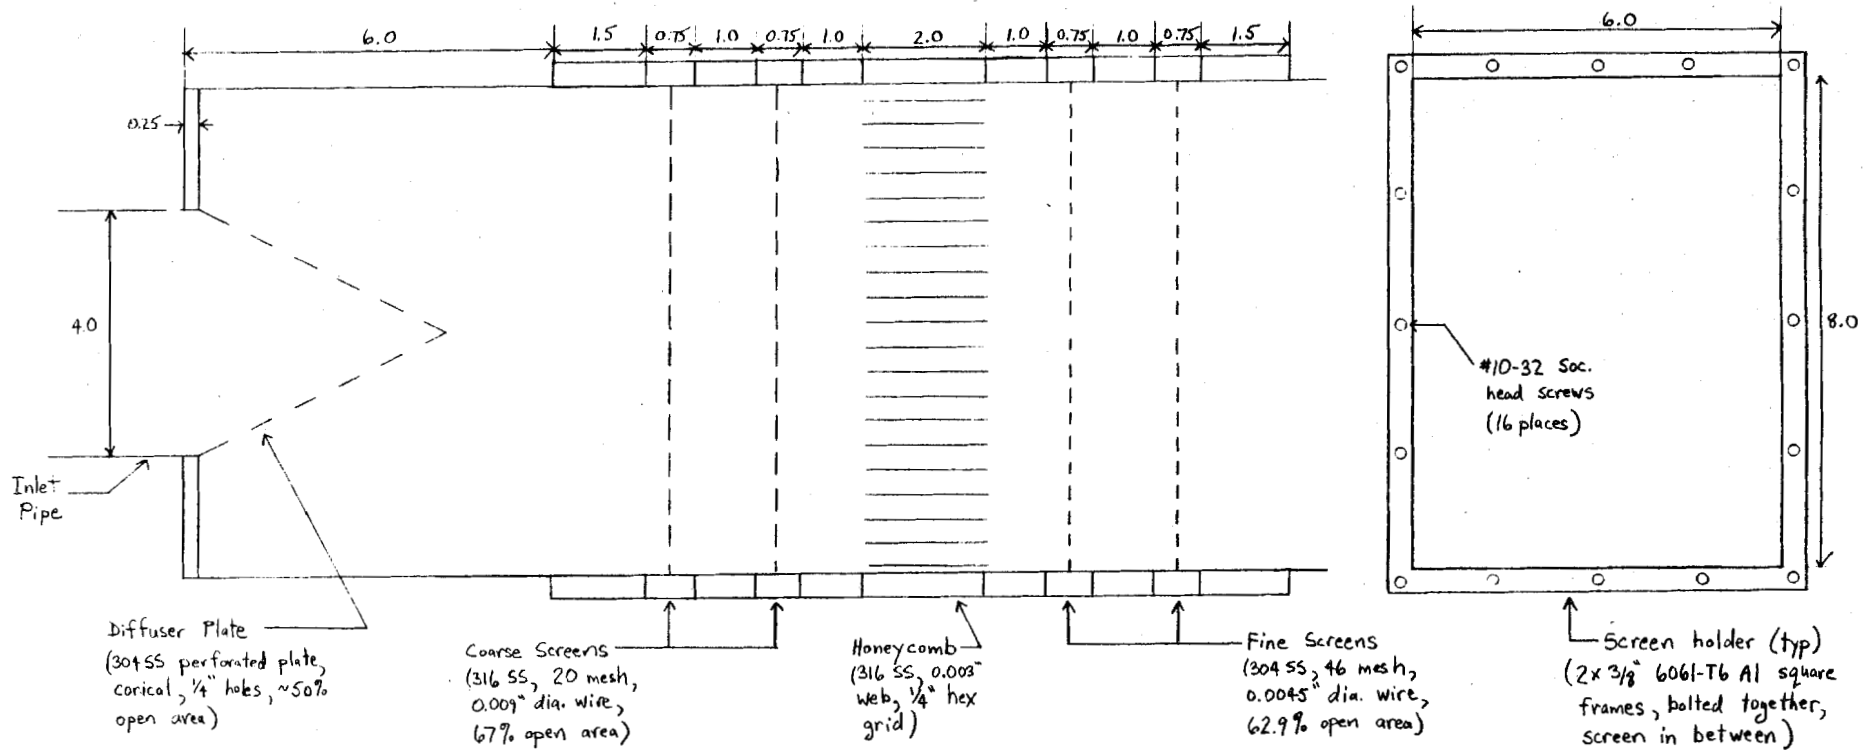 6.0
1.5
0.75
1.0
0.75
1.0
2.0
1.0
0.75
1.0
0.75
1.5
6.0
0.25
4.0
8.0
Inlet
Pipe
#10-32 Soc.
head screws
(16 places)
Diffuser Plate
(304 SS perforated plate,
conical, 1/4" holes, ~50%
open area)
Coarse Screens
(316 SS, 20 mesh,
0.009" dia. wire,
67% open area)
Honeycomb
(316 SS, 0.003"
web, 1/4" hex
grid)
Fine Screens
(304 SS, 46 mesh,
0.0045" dia. wire,
62.9% open area)
Screen holder (typ)
(2x 3/8" 6061-T6 Al square
frames, bolted together,
screen in between)